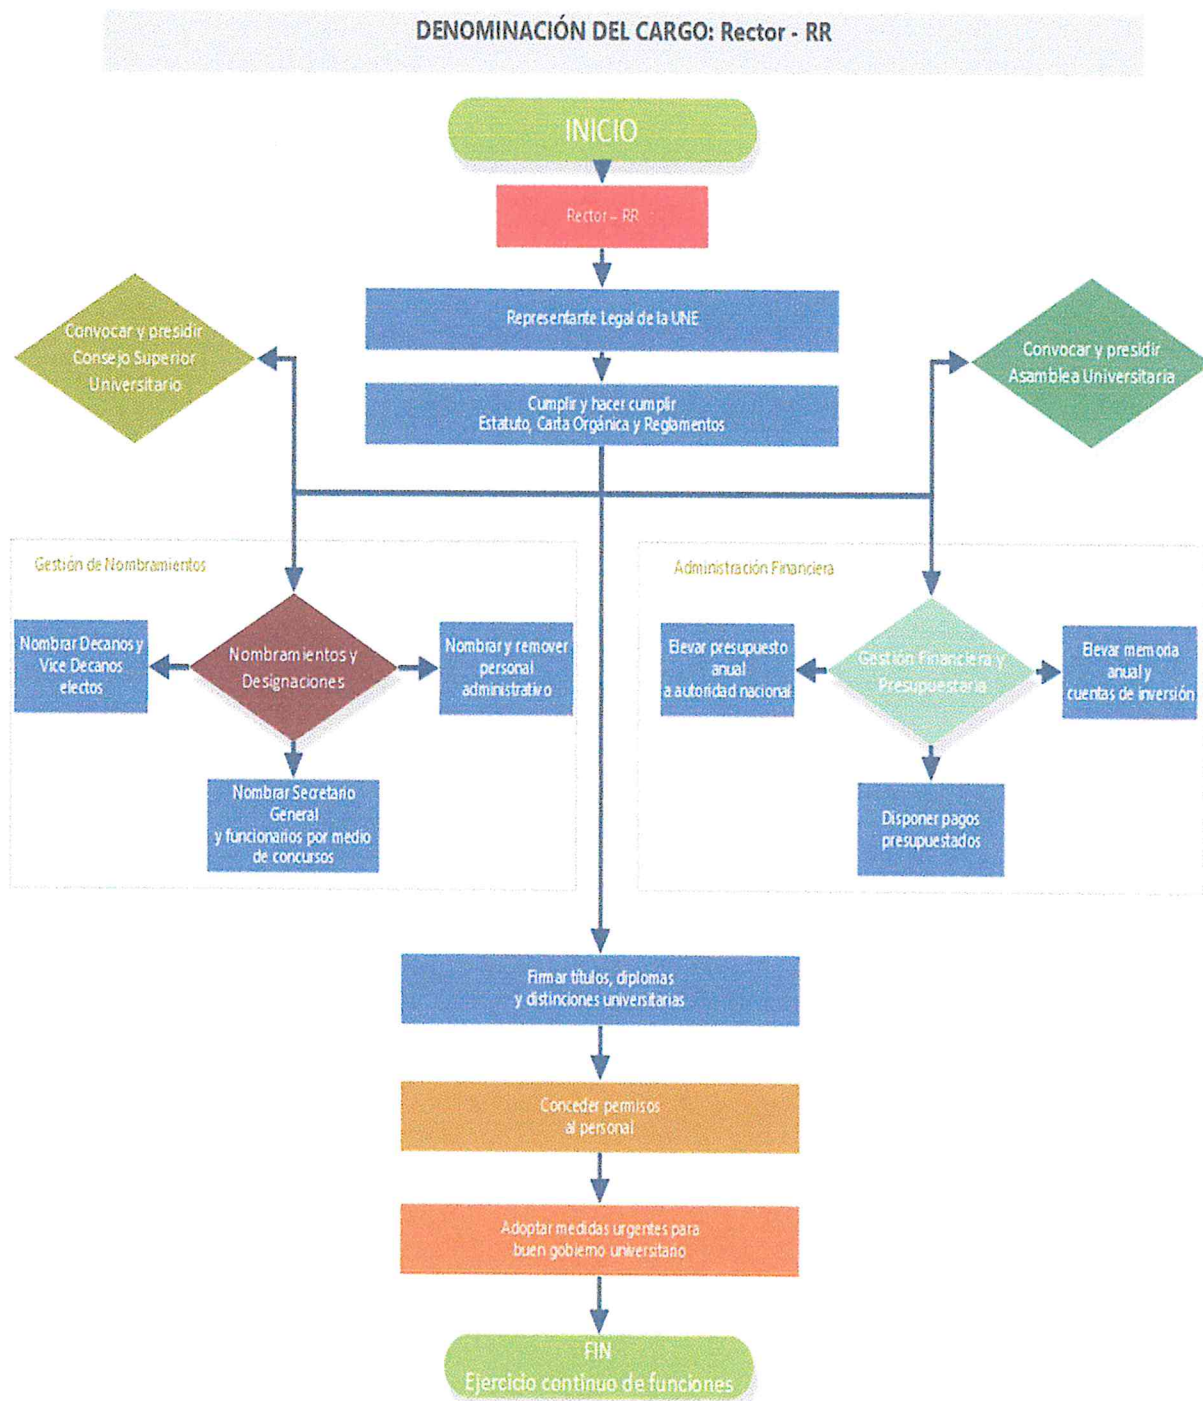 DENOMINACIÓN DEL CARGO: Rector - RR
INICIO
Rector – RR
Representante Legal de la UNE
Convocar y presidir
Consejo Superior
Universitario
Convocar y presidir
Asamblea Universitaria
Cumplir y hacer cumplir
Estatuto, Carta Orgánica y Reglamentos
Gestión de Nombramientos
Nombrar Decanos y
Vice Decanos
electos
Nombramientos y
Designaciones
Nombrar y remover
personal
administrativo
Nombrar Secretario
General
y funcionarios por medio
de concursos
Administración Financiera
Elevar presupuesto
anual
a autoridad nacional
Gestión Financiera y
Presupuestaria
Elevar memoria
anual y
cuentas de inversión
Disponer pagos
presupuestados
Firmar títulos, diplomas
y distinciones universitarias
Conceder permisos
al personal
Adoptar medidas urgentes para
buen gobierno universitario
FIN
Ejercicio continuo de funciones